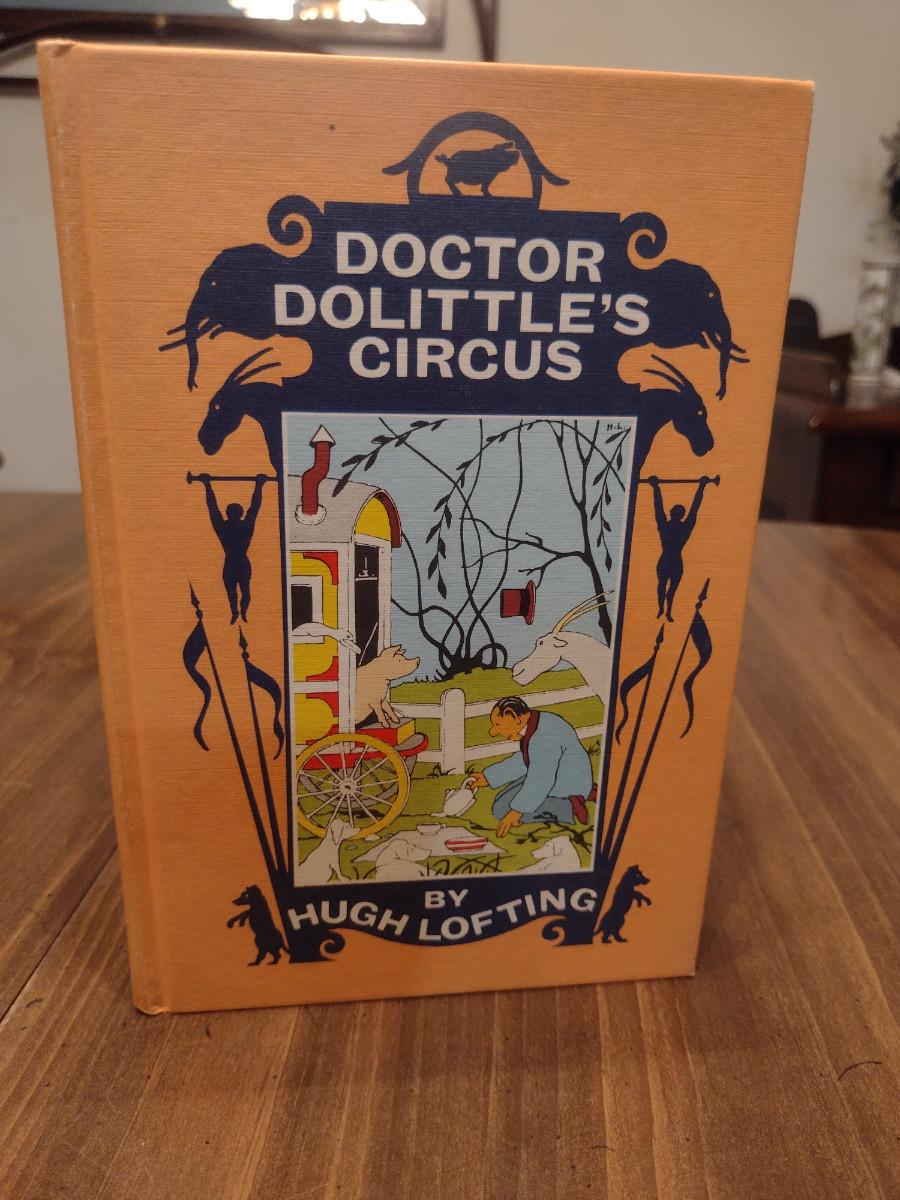 DOCTOR
DOLITTLE'S
CIRCUS
H.L.
BY
HUGH LOFTING